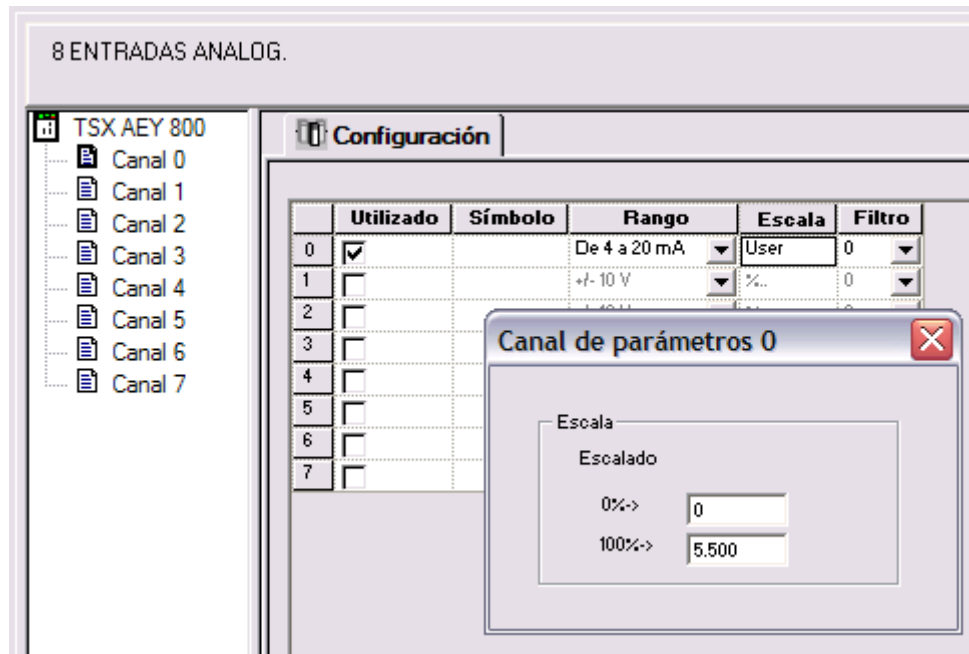 8 ENTRADAS ANALOG.
TSX AEY 800
Canal 0
Canal 1
Canal 2
Canal 3
Canal 4
Canal 5
Canal 6
Canal 7
Configuración
Utilizado Símbolo Rango Escala Filtro
0 De 4 a 20 mA User 0
1 +/- 10 V %.. 0
2
3
4
5
6
7
Canal de parámetros 0
Escala
Escalado
0%-> 0
100%-> 5.500